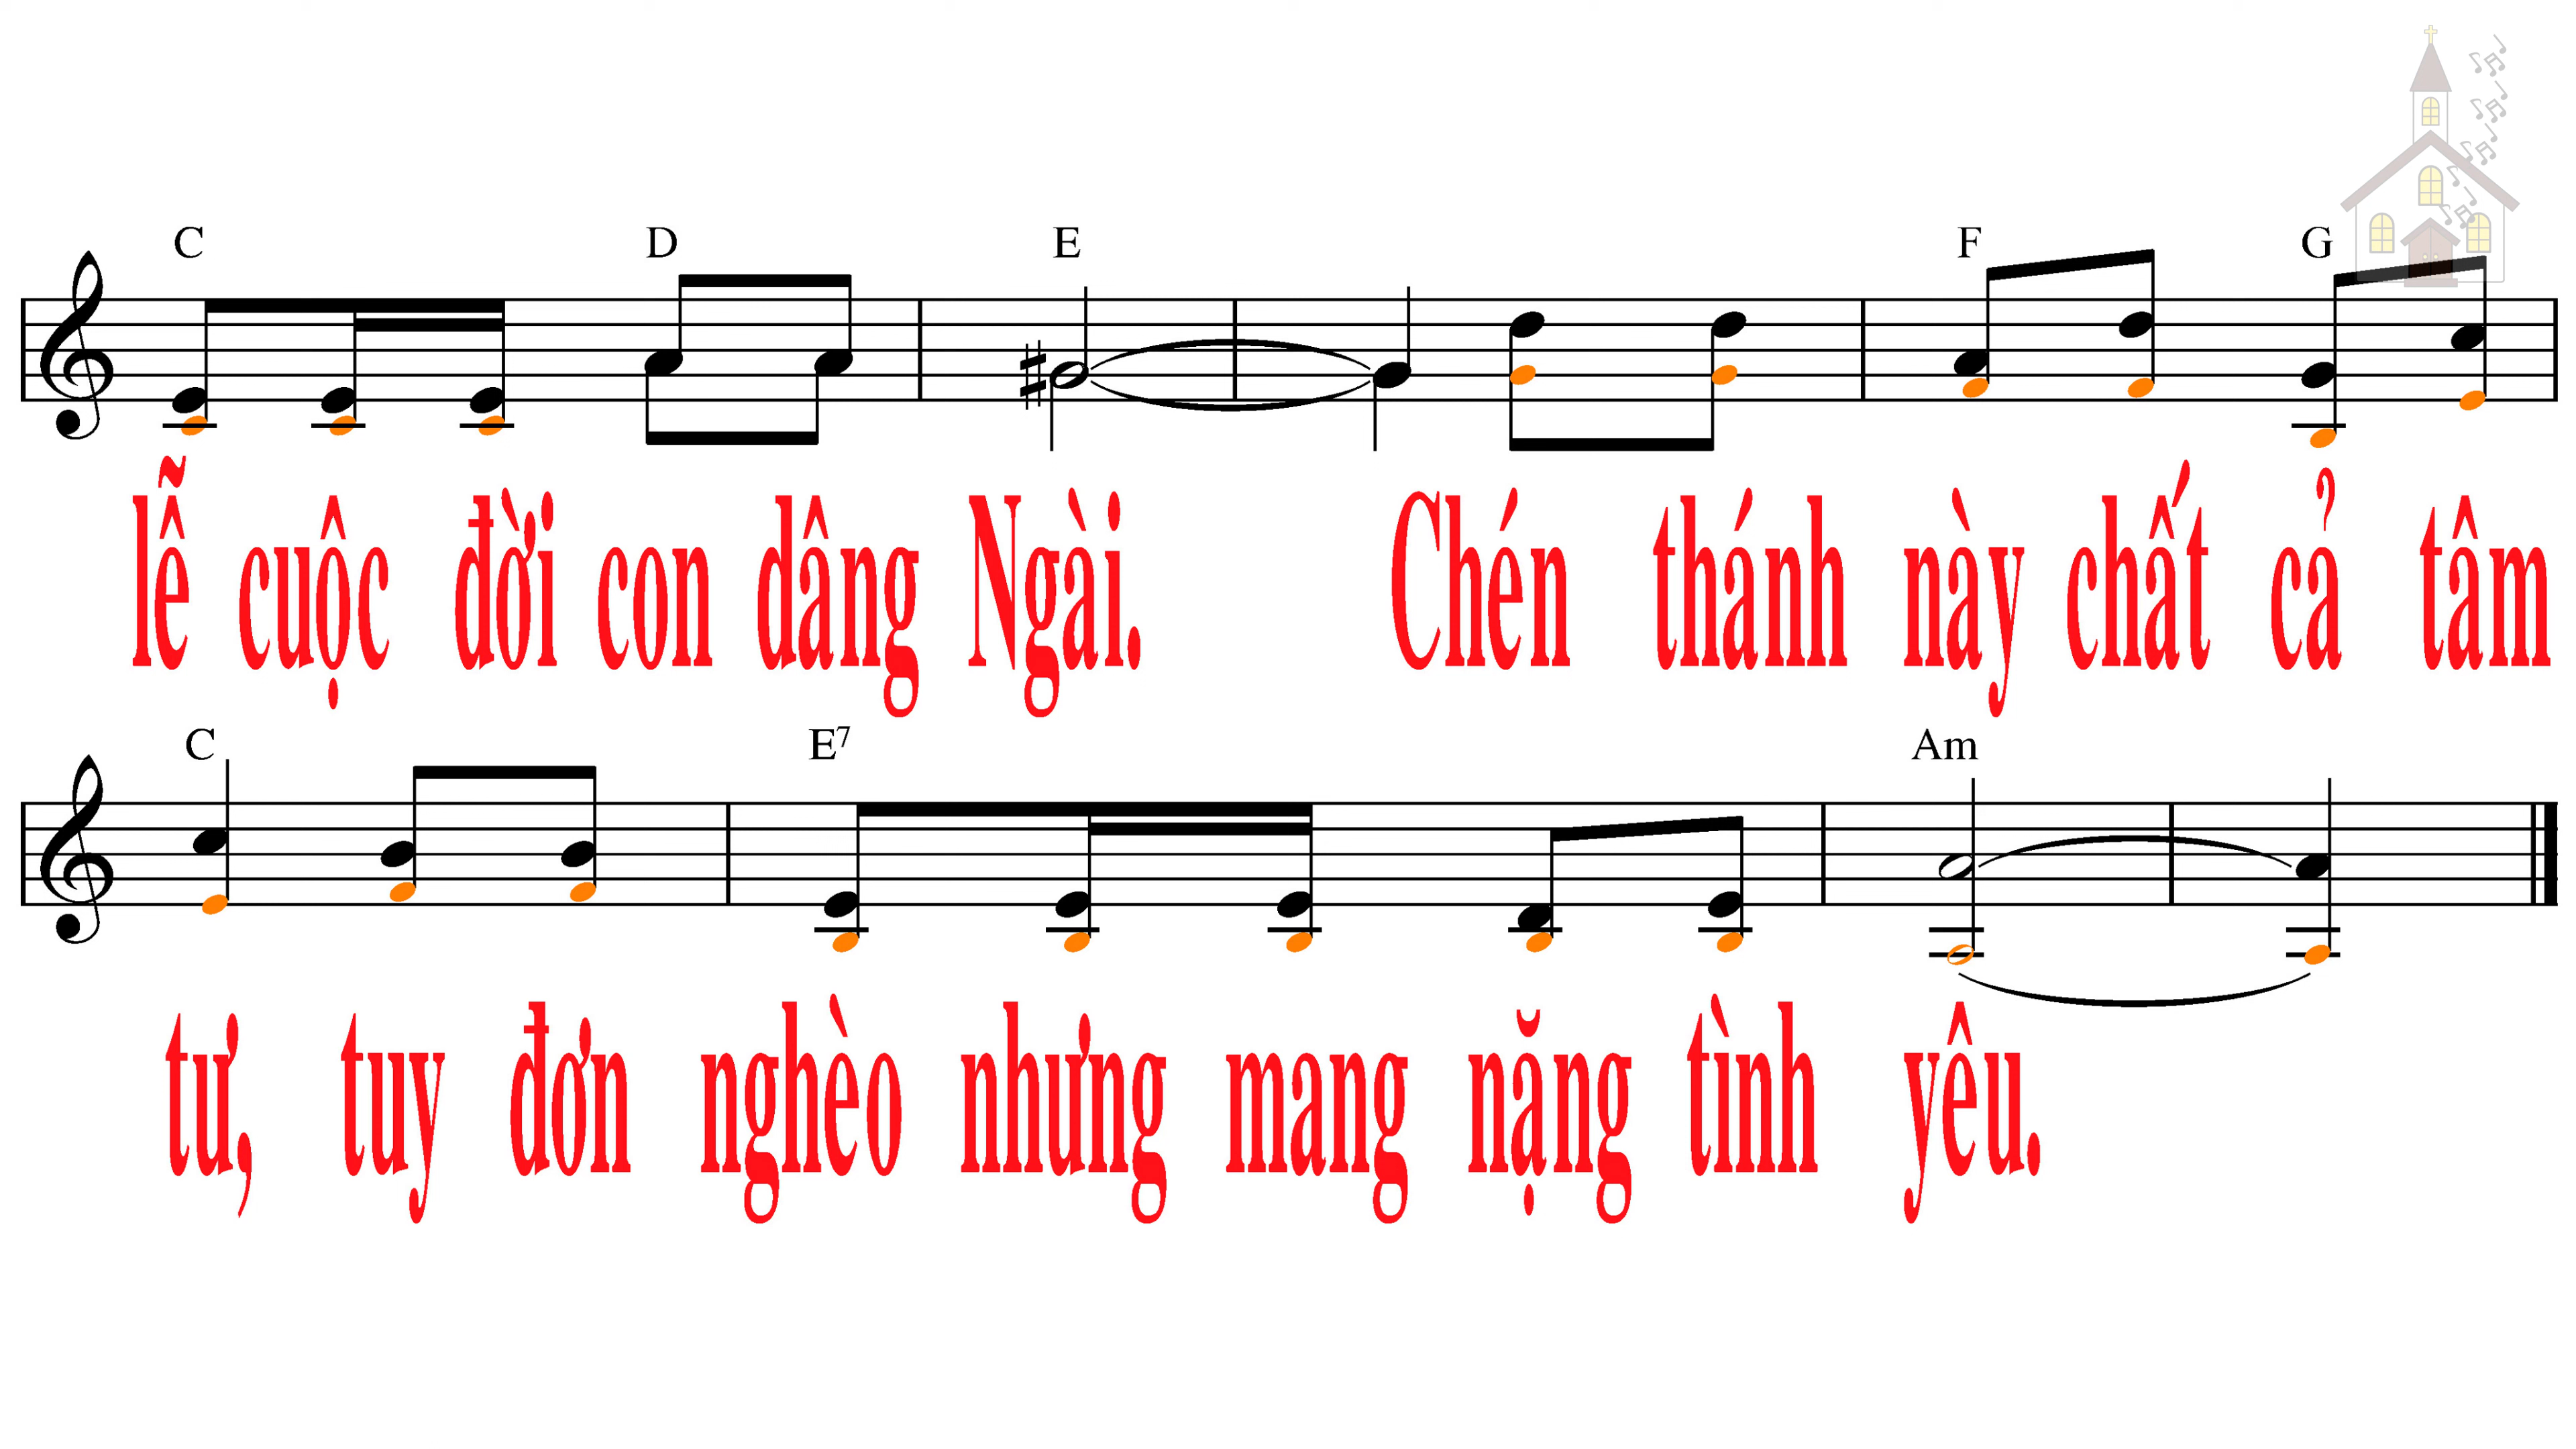 C D E F G
lễ cuộc đời con dâng Ngài. Chén thánh này chất cả tâm
C E7 Am
tư, tuy đơn nghèo nhưng mang nặng tình yêu.